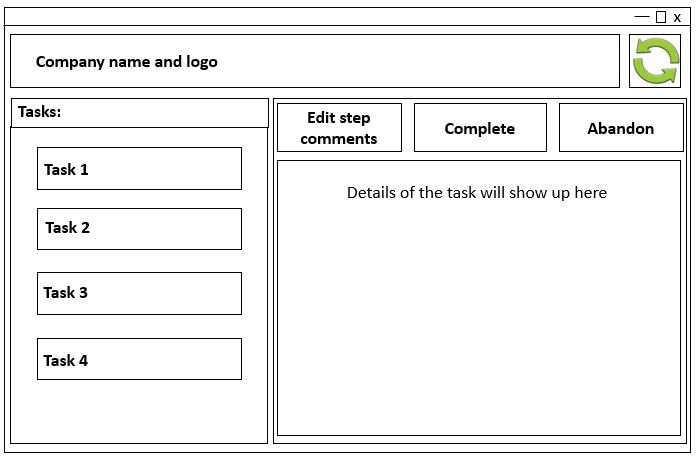 x
Company name and logo
Tasks:
Edit step
comments
Complete
Abandon
Task 1
Task 2
Task 3
Task 4
Details of the task will show up here